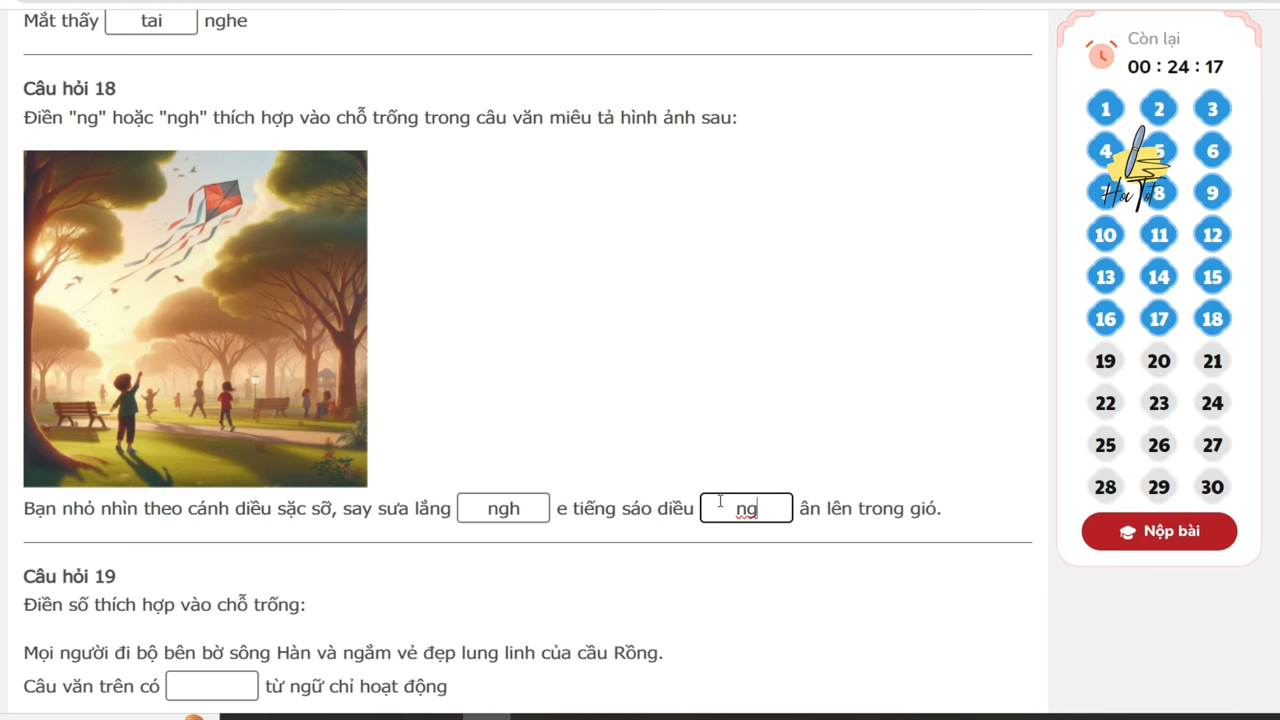 Mắt thấy tai nghe
Câu hỏi 18
Điền "ng" hoặc "ngh" thích hợp vào chỗ trống trong câu văn miêu tả hình ảnh sau:
Bạn nhỏ nhìn theo cánh diều sặc sỡ, say sưa lắng ngh e tiếng sáo diều ng ân lên trong gió.
Câu hỏi 19
Điền số thích hợp vào chỗ trống:
Mọi người đi bộ bên bờ sông Hàn và ngắm vẻ đẹp lung linh của cầu Rồng.
Câu văn trên có từ ngữ chỉ hoạt động
Còn lại
00 : 24 : 17
1 2 3
4 5 6
7 8 9
Học Tốt
10 11 12
13 14 15
16 17 18
19 20 21
22 23 24
25 26 27
28 29 30
Nộp bài